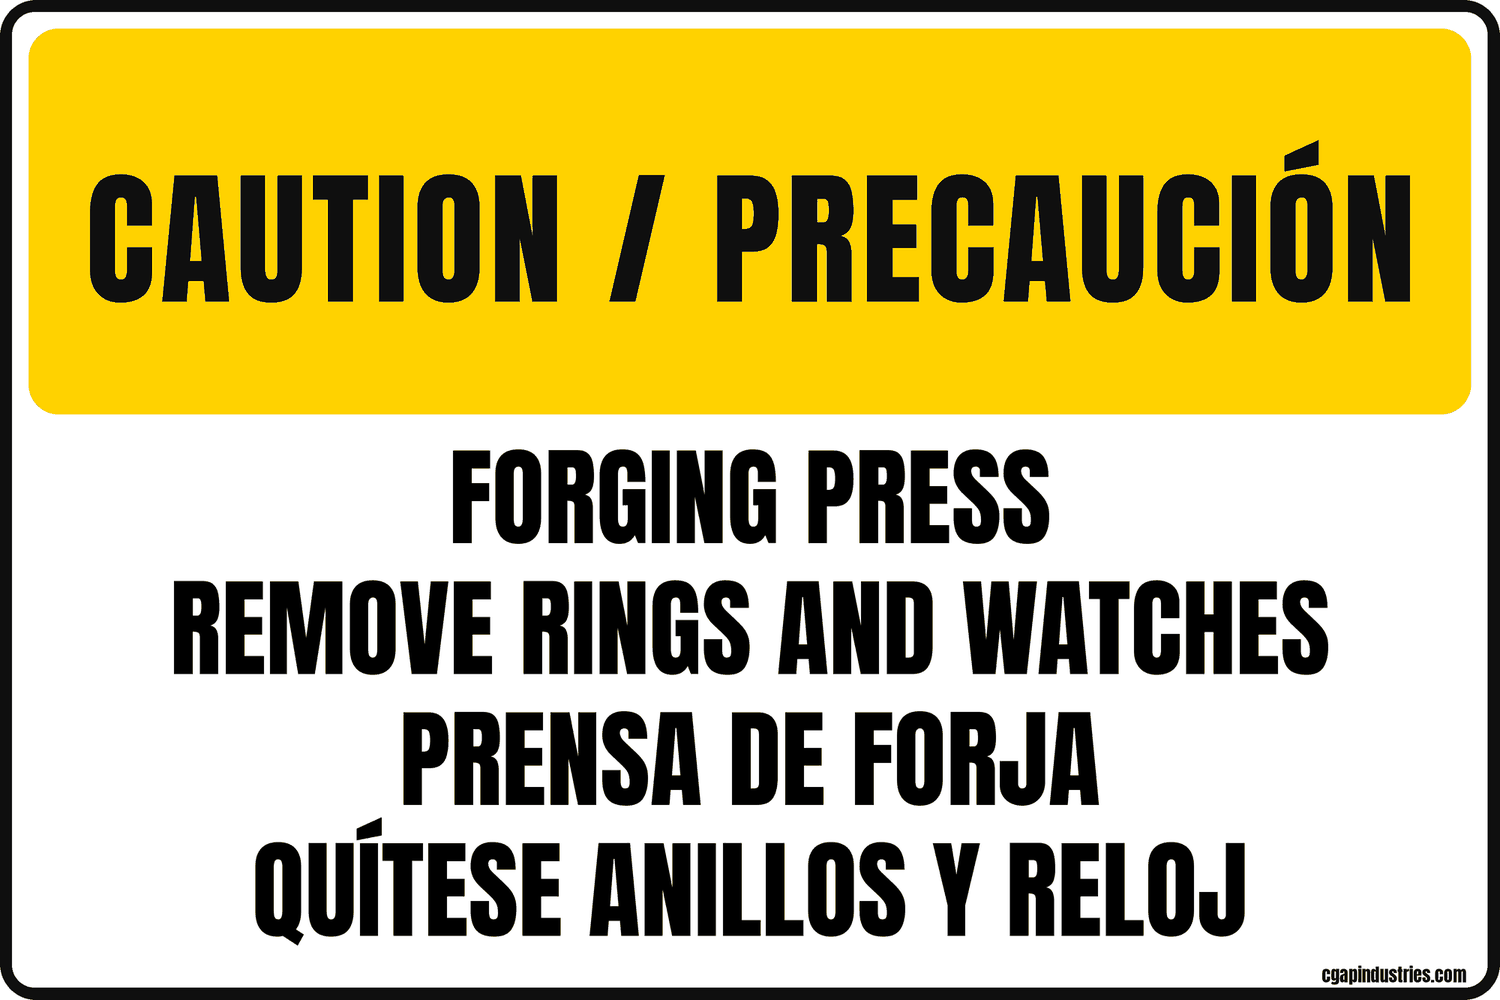 CAUTION / PRECAUCIÓN
FORGING PRESS
REMOVE RINGS AND WATCHES
PRENSA DE FORJA
QUÍTESE ANILLOS Y RELOJ
cgapindustries.com